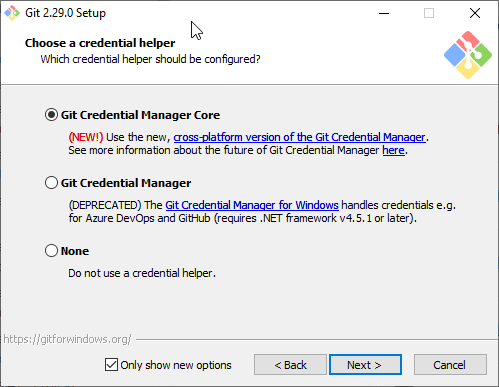 Git 2.29.0 Setup
Choose a credential helper
Which credential helper should be configured?
Git Credential Manager Core
(NEW!) Use the new, cross-platform version of the Git Credential Manager.
See more information about the future of Git Credential Manager here.
Git Credential Manager
(DEPRECATED) The Git Credential Manager for Windows handles credentials e.g.
for Azure DevOps and GitHub (requires .NET framework v4.5.1 or later).
None
Do not use a credential helper.
https://gitforwindows.org/
Only show new options
< Back
Next >
Cancel